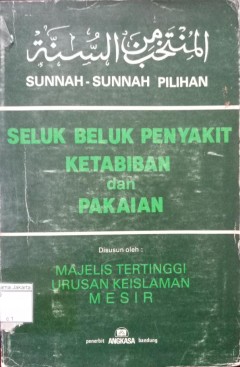 المنتخب من السنة
SUNNAH - SUNNAH PILIHAN
SELUK BELUK PENYAKIT
KETABIBAN
dan
PAKAIAN
Disusun oleh :
MAJELIS TERTINGGI
URUSAN KEISLAMAN
MESIR
penerbit ANGKASA bandung